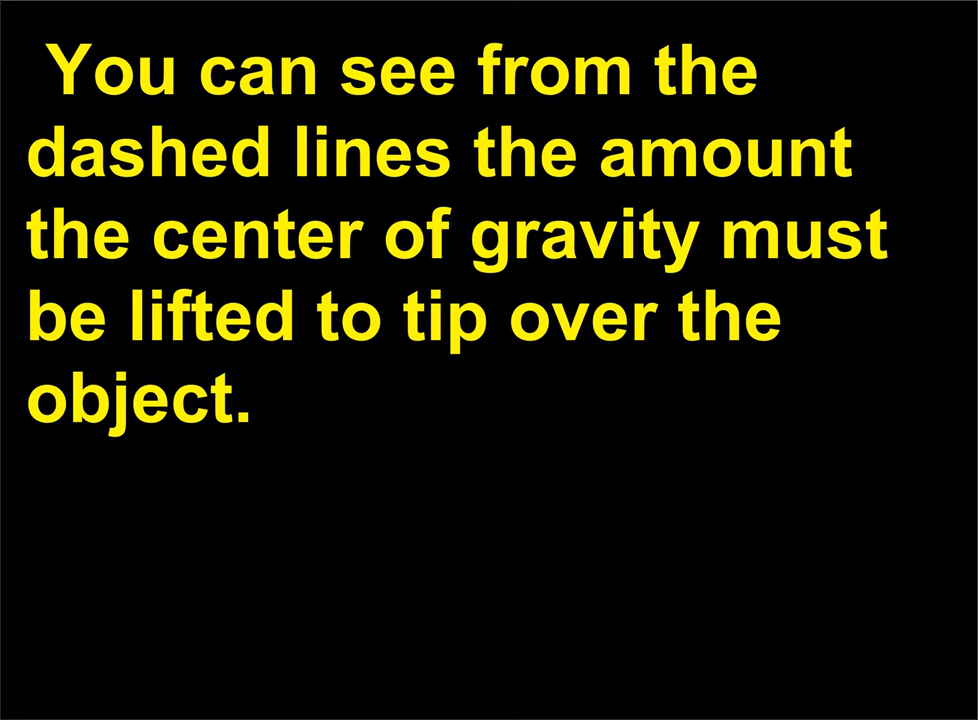 You can see from the
dashed lines the amount
the center of gravity must
be lifted to tip over the
object.